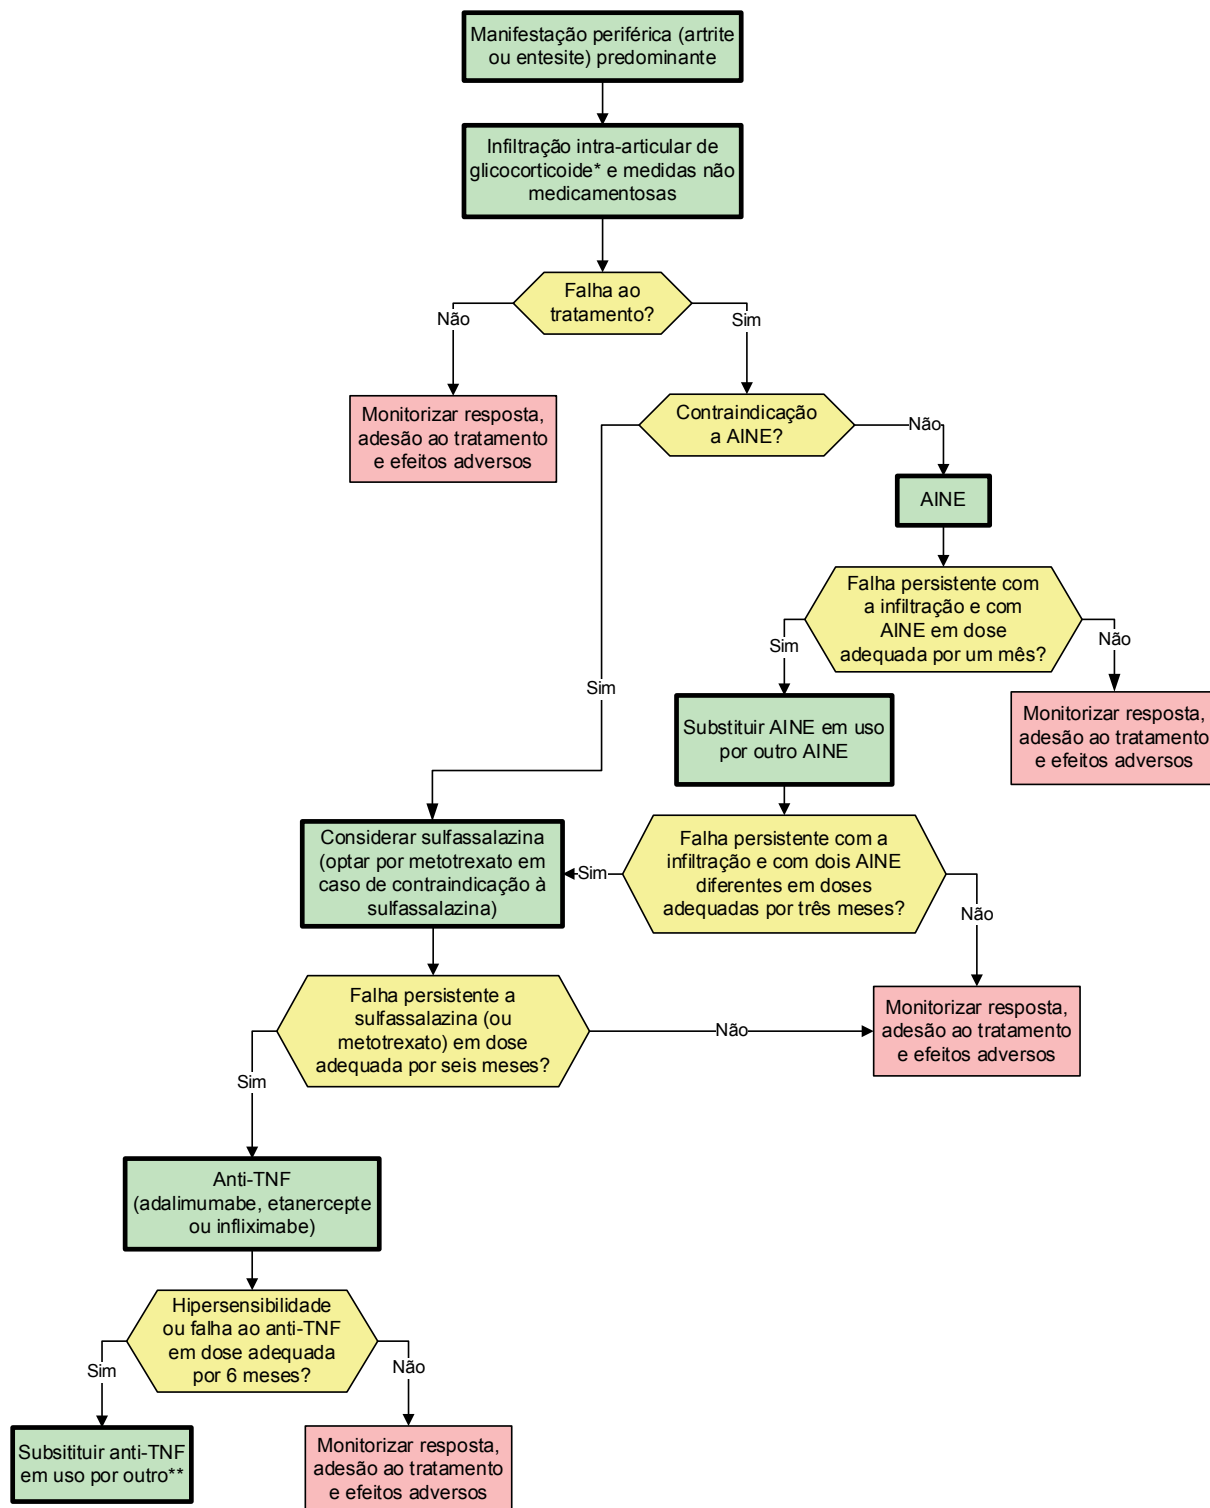 Manifestação periférica (artrite
ou entesite) predominante
Infiltração intra-articular de
glicocorticoide* e medidas não
medicamentosas
Falha ao
tratamento?
Não
Sim
Monitorizar resposta,
adesão ao tratamento
e efeitos adversos
Contraindicação
a AINE?
Não
AINE
Falha persistente com
a infiltração e com
AINE em dose
adequada por um mês?
Sim
Não
Sim
Substituir AINE em uso
por outro AINE
Monitorizar resposta,
adesão ao tratamento
e efeitos adversos
Considerar sulfassalazina
(optar por metotrexato em
caso de contraindicação à
sulfassalazina)
Sim
Falha persistente com a
infiltração e com dois AINE
diferentes em doses
adequadas por três meses?
Não
Falha persistente a
sulfassalazina (ou
metotrexato) em dose
adequada por seis meses?
Não
Monitorizar resposta,
adesão ao tratamento
e efeitos adversos
Sim
Anti-TNF
(adalimumabe, etanercepte
ou infliximabe)
Hipersensibilidade
ou falha ao anti-TNF
em dose adequada
por 6 meses?
Sim
Não
Subsitituir anti-TNF
em uso por outro**
Monitorizar resposta,
adesão ao tratamento
e efeitos adversos